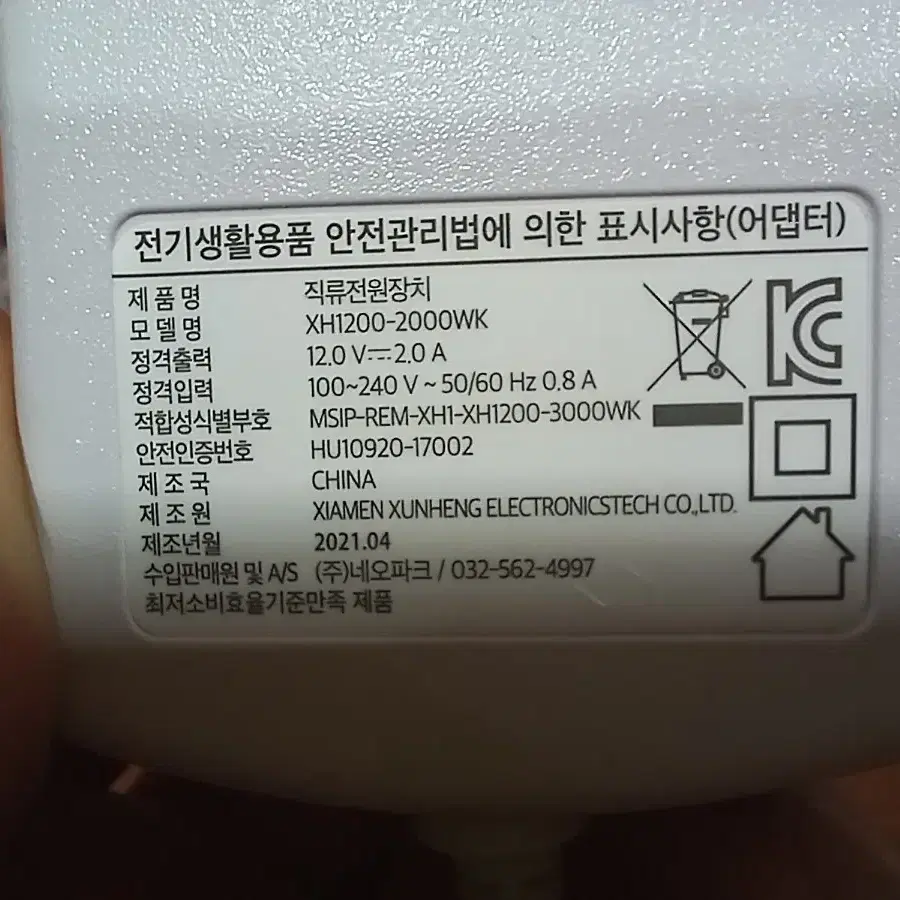 전기생활용품 안전관리법에 의한 표시사항(어댑터)
제 품 명 직류전원장치
모 델 명 XH1200-2000WK
정격출력 12.0 V⎓2.0 A
정격입력 100~240 V ~ 50/60 Hz 0.8 A
적합성식별부호 MSIP-REM-XH1-XH1200-3000WK
안전인증번호 HU10920-17002
제 조 국 CHINA
제 조 원 XIAMEN XUNHENG ELECTRONICSTECH CO.,LTD.
제조년월 2021.04
수입판매원 및 A/S (주)네오파크 / 032-562-4997
최저소비효율기준만족 제품